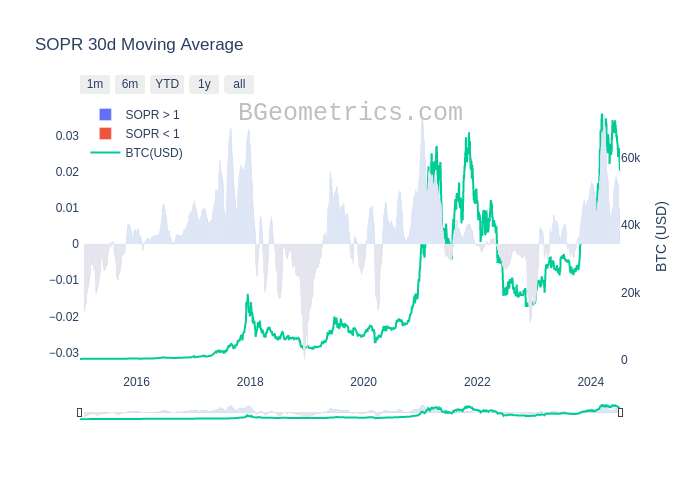 SOPR 30d Moving Average
1m 6m YTD 1y all
BGeometrics.com
SOPR > 1
SOPR < 1
BTC(USD)
0.03
0.02
0.01
0
−0.01
−0.02
−0.03
60k
40k
20k
0
BTC (USD)
2016 2018 2020 2022 2024